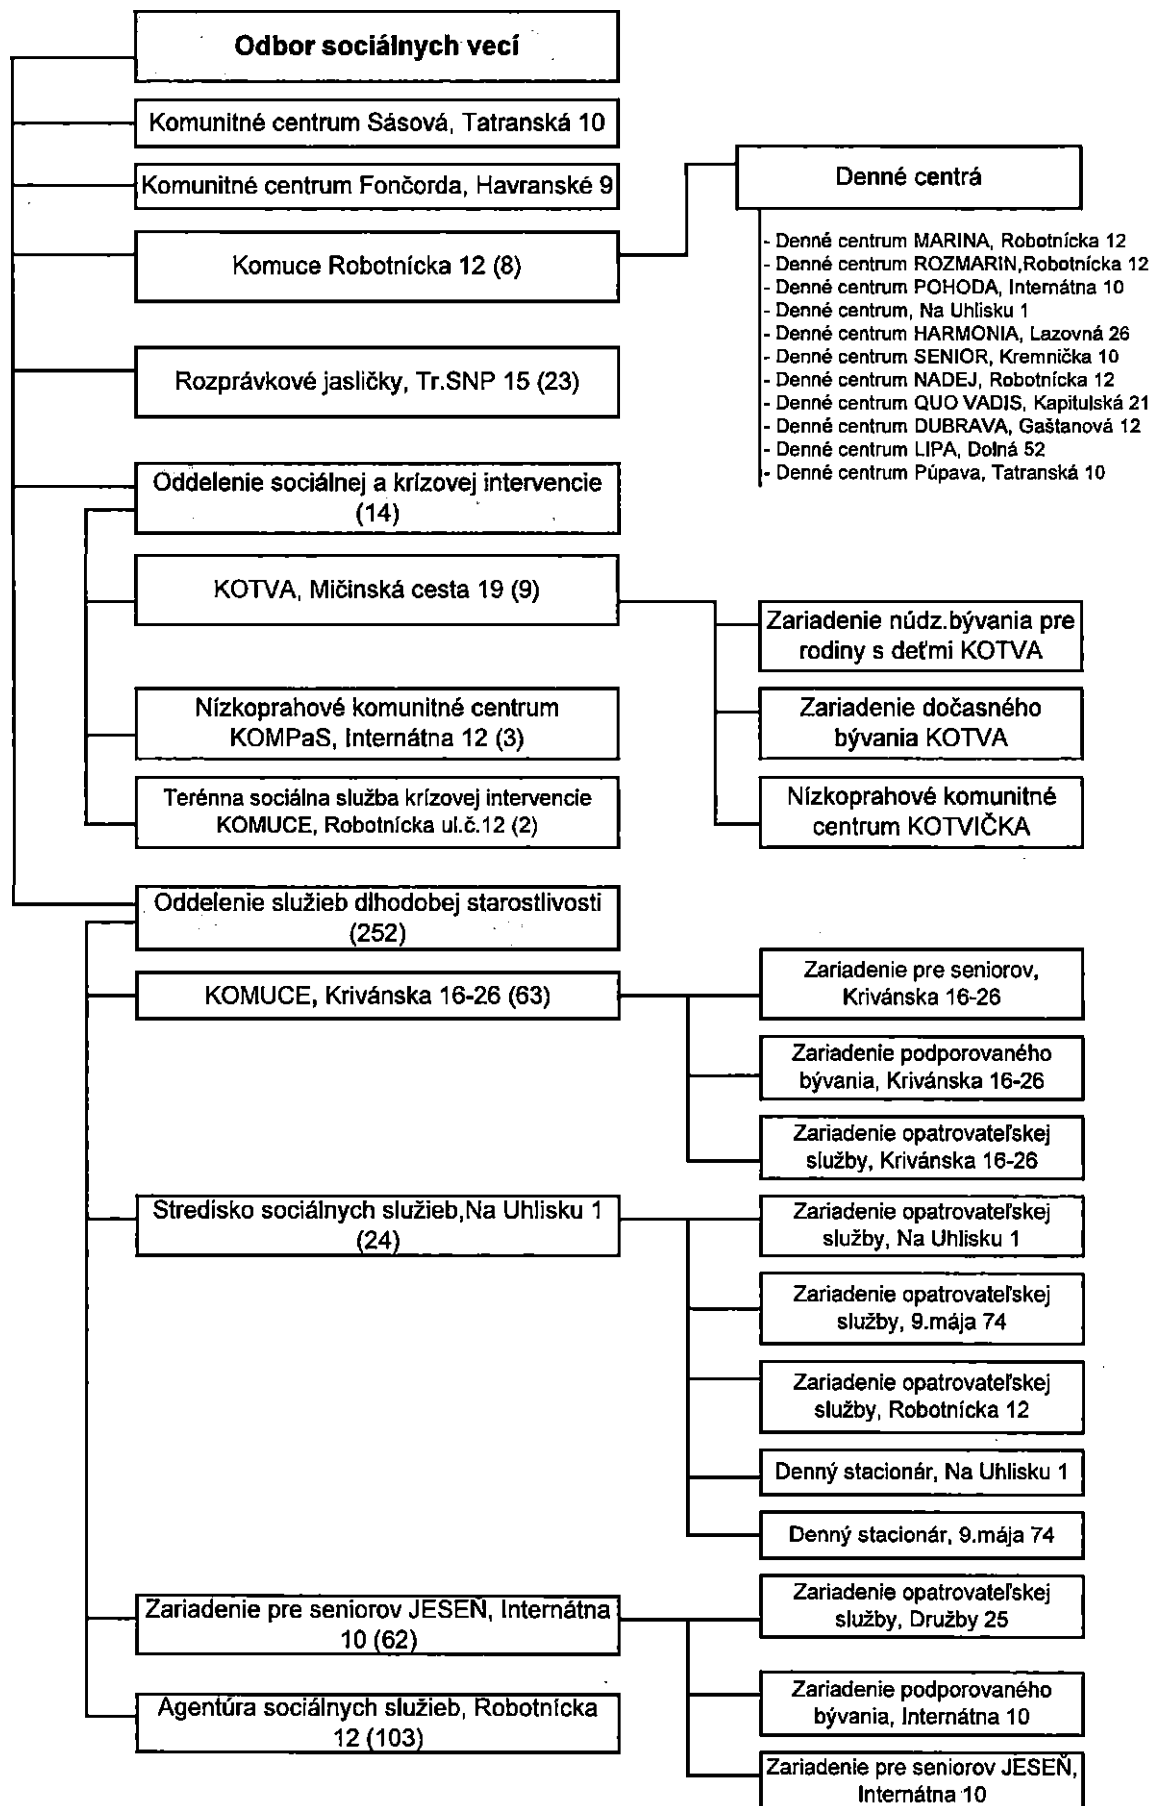 Odbor sociálnych vecí
Komunitné centrum Sásová, Tatranská 10
Komunitné centrum Fončorda, Havranské 9
Komuce Robotnícka 12 (8)
Denné centrá
- Denné centrum MARINA, Robotnícka 12
- Denné centrum ROZMARIN,Robotnícka 12
- Denné centrum POHODA, Internátna 10
- Denné centrum, Na Uhlisku 1
- Denné centrum HARMONIA, Lazovná 26
- Denné centrum SENIOR, Kremnička 10
- Denné centrum NADEJ, Robotnícka 12
- Denné centrum QUO VADIS, Kapitulská 21
- Denné centrum DUBRAVA, Gaštanová 12
- Denné centrum LIPA, Dolná 52
- Denné centrum Púpava, Tatranská 10
Rozprávkové jasličky, Tr.SNP 15 (23)
Oddelenie sociálnej a krízovej intervencie
(14)
KOTVA, Mičinská cesta 19 (9)
Zariadenie núdz.bývania pre
rodiny s deťmi KOTVA
Zariadenie dočasného
bývania KOTVA
Nízkoprahové komunitné
centrum KOTVIČKA
Nízkoprahové komunitné centrum
KOMPaS, Internátna 12 (3)
Terénna sociálna služba krízovej intervencie
KOMUCE, Robotnícka ul.č.12 (2)
Oddelenie služieb dlhodobej starostlivosti
(252)
KOMUCE, Krivánska 16-26 (63)
Zariadenie pre seniorov,
Krivánska 16-26
Zariadenie podporovaného
bývania, Krivánska 16-26
Zariadenie opatrovateľskej
služby, Krivánska 16-26
Stredisko sociálnych služieb,Na Uhlisku 1
(24)
Zariadenie opatrovateľskej
služby, Na Uhlisku 1
Zariadenie opatrovateľskej
služby, 9.mája 74
Zariadenie opatrovateľskej
služby, Robotnícka 12
Denný stacionár, Na Uhlisku 1
Denný stacionár, 9.mája 74
Zariadenie pre seniorov JESEŇ, Internátna
10 (62)
Zariadenie opatrovateľskej
služby, Družby 25
Zariadenie podporovaného
bývania, Internátna 10
Zariadenie pre seniorov JESEŇ,
Internátna 10
Agentúra sociálnych služieb, Robotnícka
12 (103)